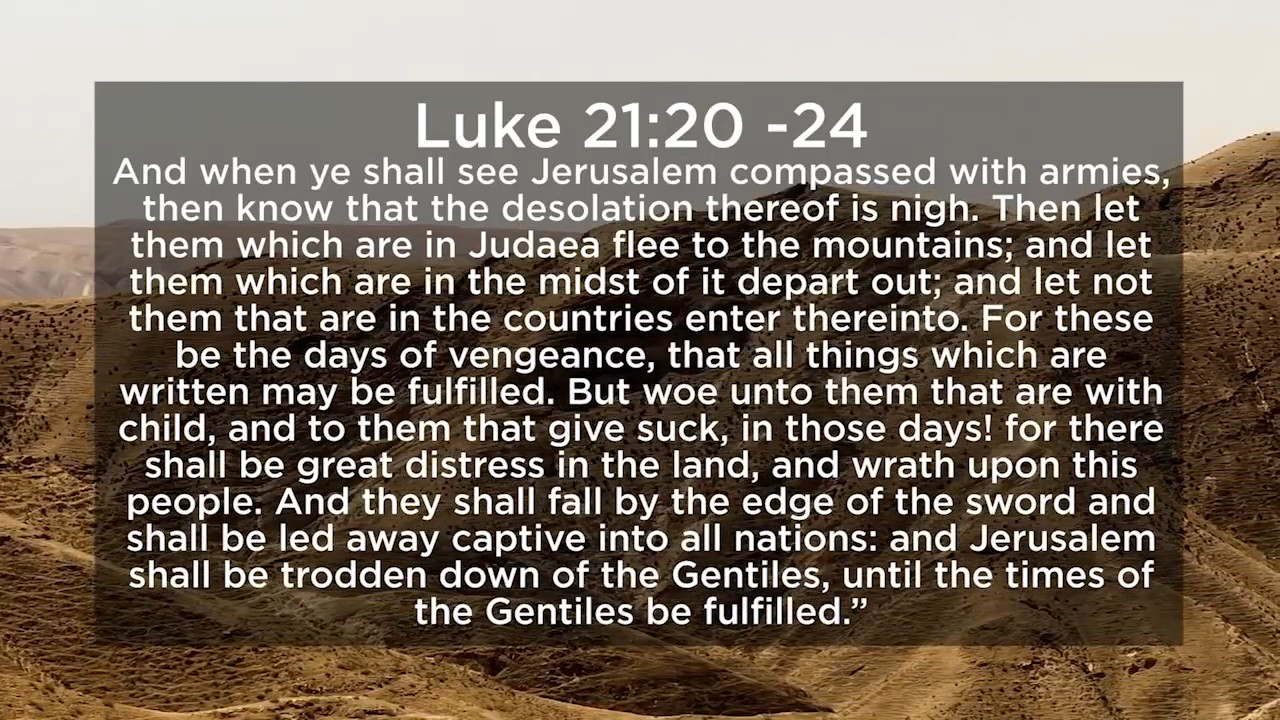 Luke 21:20 -24
And when ye shall see Jerusalem compassed with armies,
then know that the desolation thereof is nigh. Then let
them which are in Judaea flee to the mountains; and let
them which are in the midst of it depart out; and let not
them that are in the countries enter thereinto. For these
be the days of vengeance, that all things which are
written may be fulfilled. But woe unto them that are with
child, and to them that give suck, in those days! for there
shall be great distress in the land, and wrath upon this
people. And they shall fall by the edge of the sword and
shall be led away captive into all nations: and Jerusalem
shall be trodden down of the Gentiles, until the times of
the Gentiles be fulfilled.”